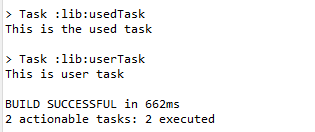 > Task :lib:usedTask
This is the used task
> Task :lib:userTask
This is user task
BUILD SUCCESSFUL in 662ms
2 actionable tasks: 2 executed